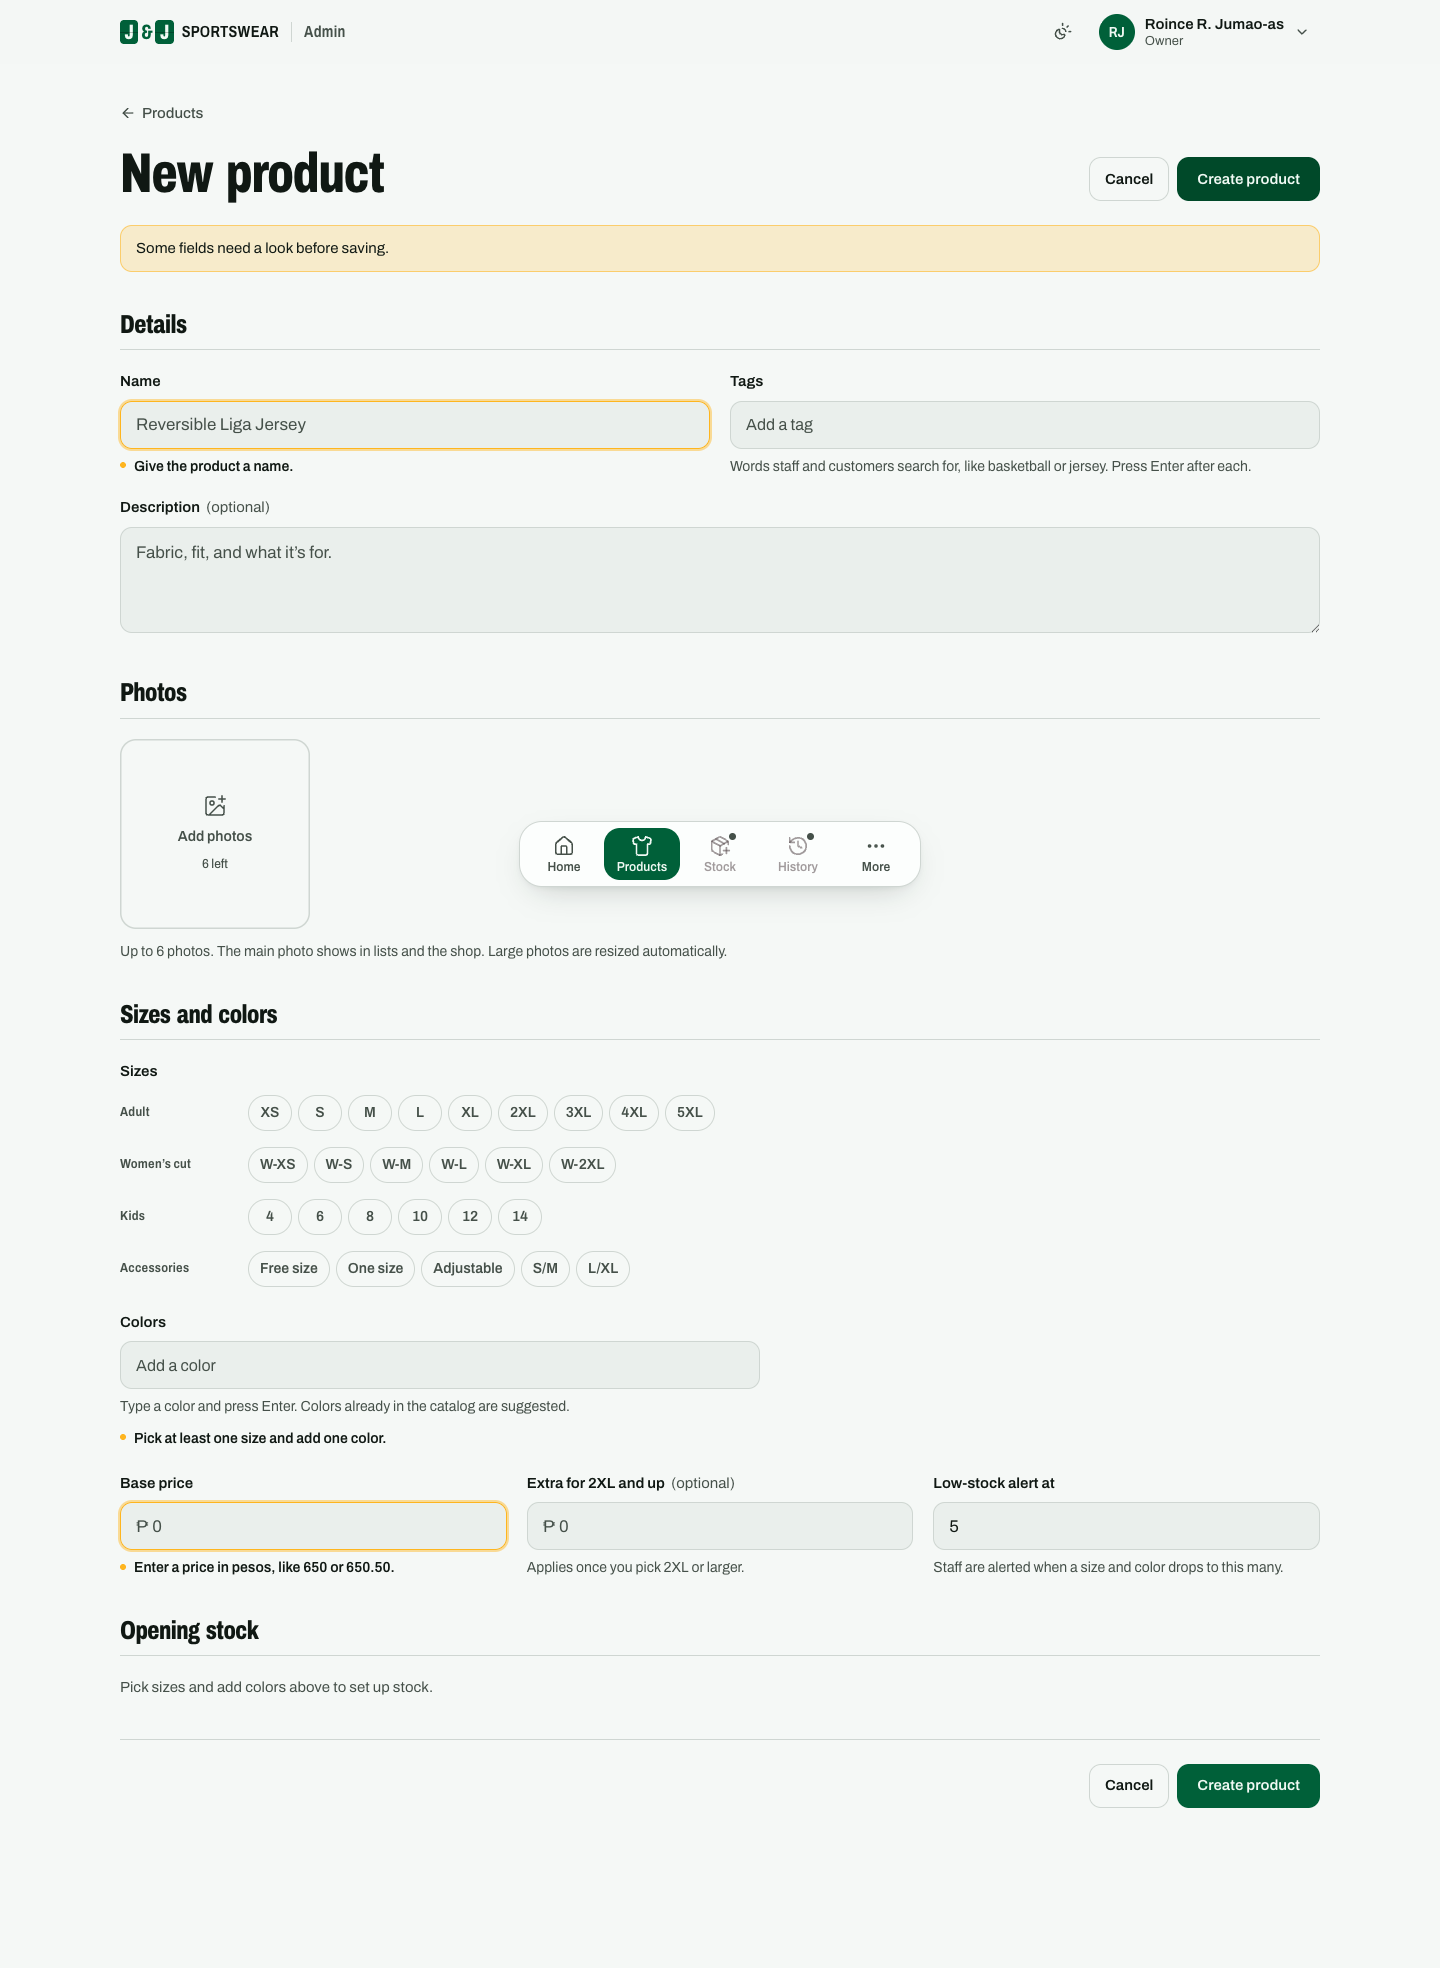 J & J SPORTSWEAR Admin
RJ
Roince R. Jumao-as
Owner
Products
New product
Cancel
Create product
Some fields need a look before saving.
Details
Name
Tags
Reversible Liga Jersey
Add a tag
Give the product a name.
Words staff and customers search for, like basketball or jersey. Press Enter after each.
Description (optional)
Fabric, fit, and what it’s for.
Photos
Add photos
6 left
Home
Products
Stock
History
More
Up to 6 photos. The main photo shows in lists and the shop. Large photos are resized automatically.
Sizes and colors
Sizes
Adult XS S M L XL 2XL 3XL 4XL 5XL
Women’s cut W-XS W-S W-M W-L W-XL W-2XL
Kids 4 6 8 10 12 14
Accessories Free size One size Adjustable S/M L/XL
Colors
Add a color
Type a color and press Enter. Colors already in the catalog are suggested.
Pick at least one size and add one color.
Base price
Extra for 2XL and up (optional)
Low-stock alert at
₱ 0
₱ 0
5
Enter a price in pesos, like 650 or 650.50.
Applies once you pick 2XL or larger.
Staff are alerted when a size and color drops to this many.
Opening stock
Pick sizes and add colors above to set up stock.
Cancel
Create product